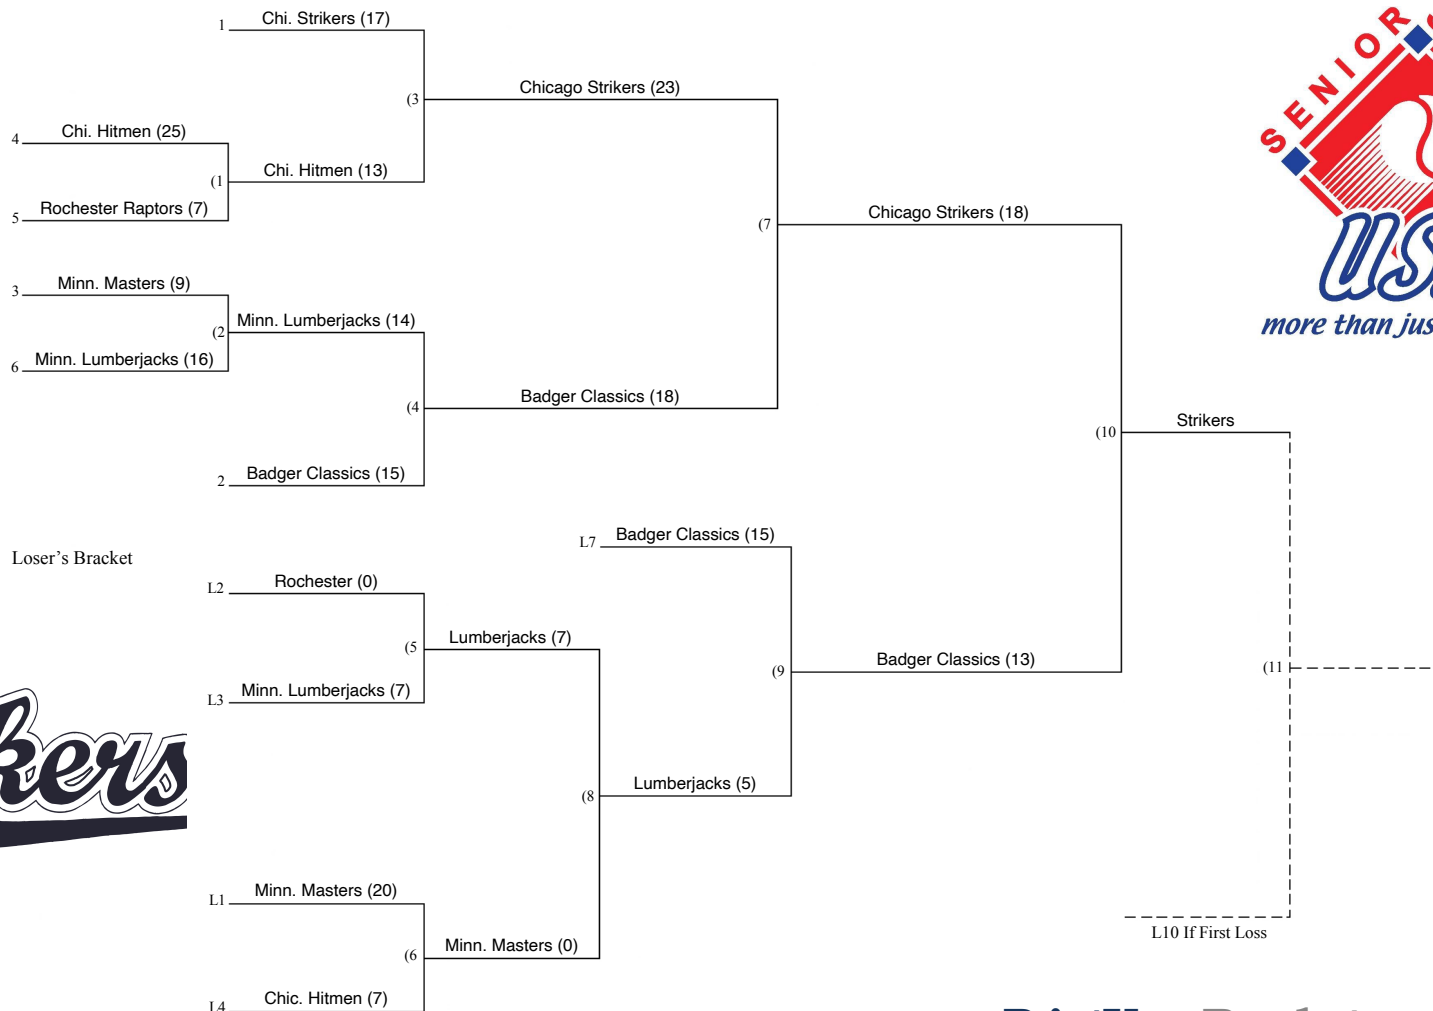 1 Chi. Strikers (17)
(3 Chicago Strikers (23)
4 Chi. Hitmen (25)
(1 Chi. Hitmen (13)
5 Rochester Raptors (7)
(7 Chicago Strikers (18)
3 Minn. Masters (9)
(2 Minn. Lumberjacks (14)
6 Minn. Lumberjacks (16)
(4 Badger Classics (18)
2 Badger Classics (15)
(10 Strikers
SENIOR
more than
Loser's Bracket
L7 Badger Classics (15)
L2 Rochester (0)
(5 Lumberjacks (7)
L3 Minn. Lumberjacks (7)
(9 Badger Classics (13)
(11
(8 Lumberjacks (5)
L1 Minn. Masters (20)
(6 Minn. Masters (0)
L4 Chic. Hitmen (7)
L10 If First Loss